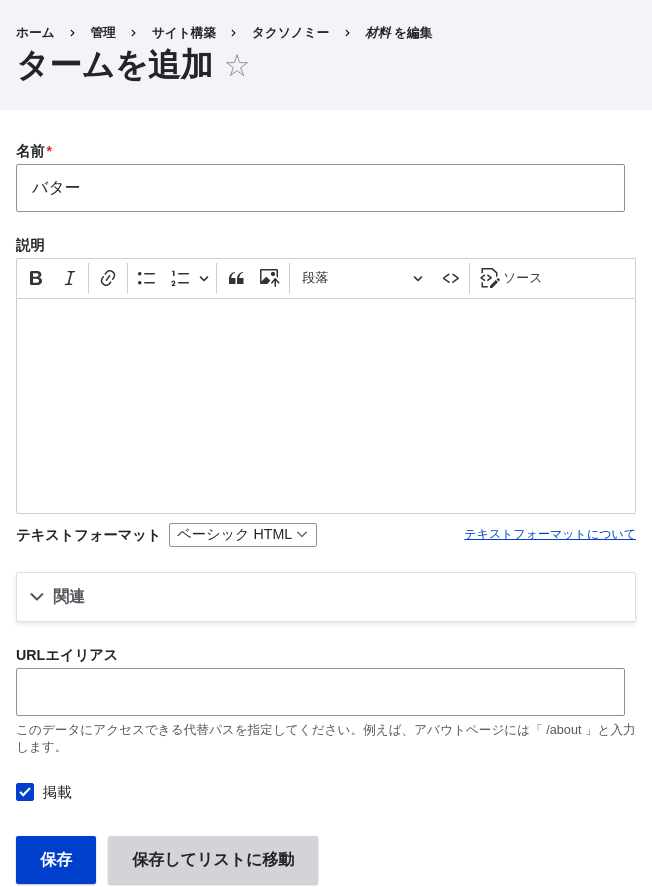 ホーム › 管理 › サイト構築 › タクソノミー › 材料 を編集
タームを追加 ☆
名前*
バター
説明
B I 段落 ソース
テキストフォーマット ベーシック HTML テキストフォーマットについて
関連
URLエイリアス
このデータにアクセスできる代替パスを指定してください。例えば、アバウトページには「 /about 」と入力
します。
掲載
保存 保存してリストに移動